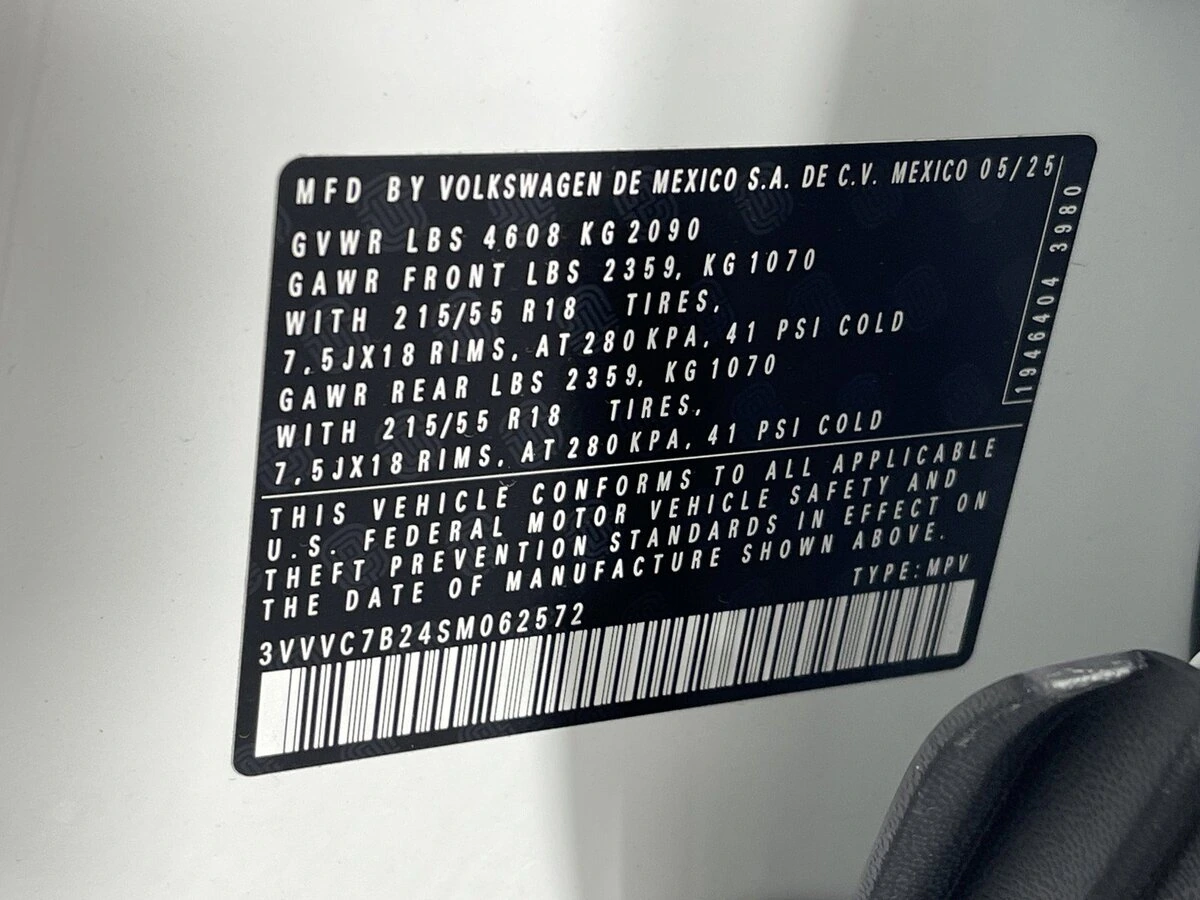 MFD BY VOLKSWAGEN DE MEXICO S.A. DE C.V. MEXICO 05/25
GVWR LBS 4608 KG 2090
GAWR FRONT LBS 2359, KG 1070
WITH 215/55 R18 TIRES,
7,5JX18 RIMS, AT 280 KPA, 41 PSI COLD
GAWR REAR LBS 2359, KG 1070
WITH 215/55 R18 TIRES,
7,5JX18 RIMS, AT 280 KPA, 41 PSI COLD
1946404 3980
THIS VEHICLE CONFORMS TO ALL APPLICABLE
U.S. FEDERAL MOTOR VEHICLE SAFETY AND
THEFT PREVENTION STANDARDS IN EFFECT ON
THE DATE OF MANUFACTURE SHOWN ABOVE.
TYPE:MPV
3VVVC7B24SM062572